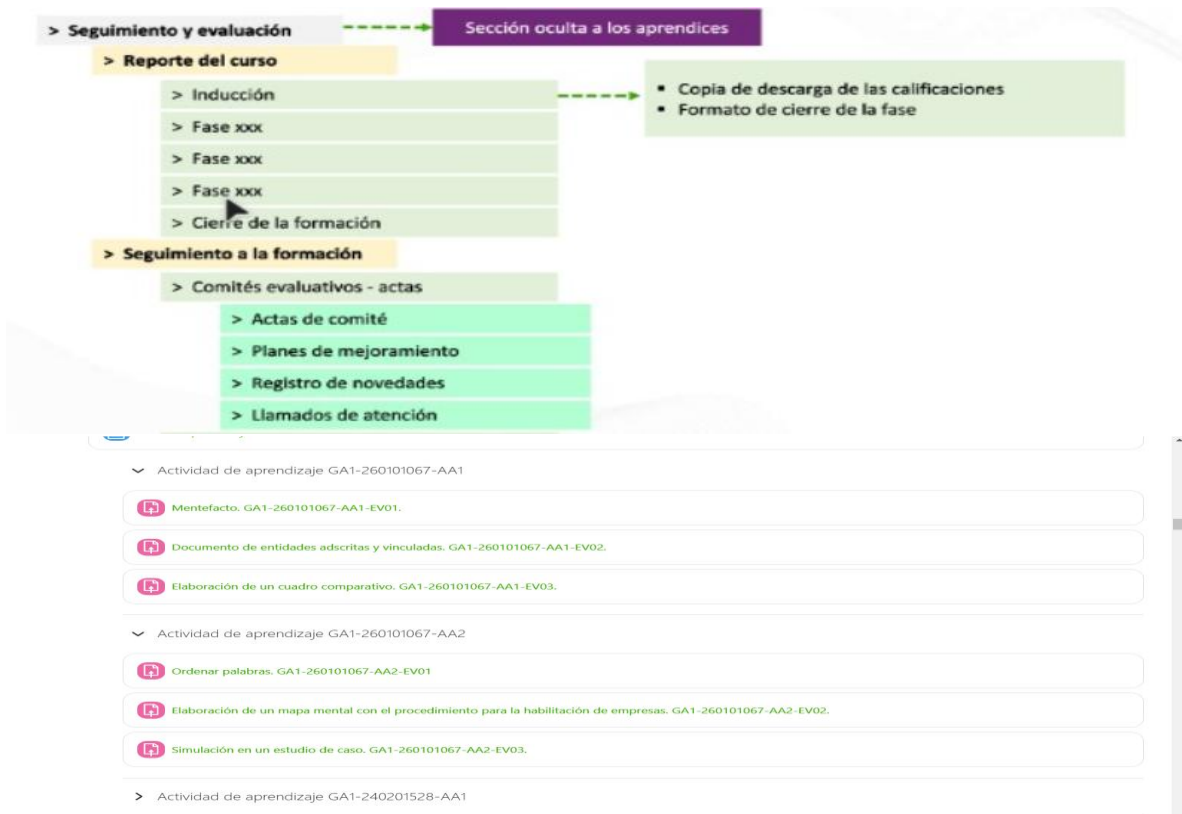 > Seguimiento y evaluación
Sección oculta a los aprendices
> Reporte del curso
> Inducción
▪ Copia de descarga de las calificaciones
▪ Formato de cierre de la fase
> Fase xxx
> Fase xxx
> Fase xxx
> Cierre de la formación
> Seguimiento a la formación
> Comités evaluativos - actas
> Actas de comité
> Planes de mejoramiento
> Registro de novedades
> Llamados de atención
Actividad de aprendizaje GA1-260101067-AA1
Mentefacto. GA1-260101067-AA1-EV01.
Documento de entidades adscritas y vinculadas. GA1-260101067-AA1-EV02.
Elaboración de un cuadro comparativo. GA1-260101067-AA1-EV03.
Actividad de aprendizaje GA1-260101067-AA2
Ordenar palabras. GA1-260101067-AA2-EV01
Elaboración de un mapa mental con el procedimiento para la habilitación de empresas. GA1-260101067-AA2-EV02.
Simulación en un estudio de caso. GA1-260101067-AA2-EV03.
> Actividad de aprendizaje GA1-240201528-AA1